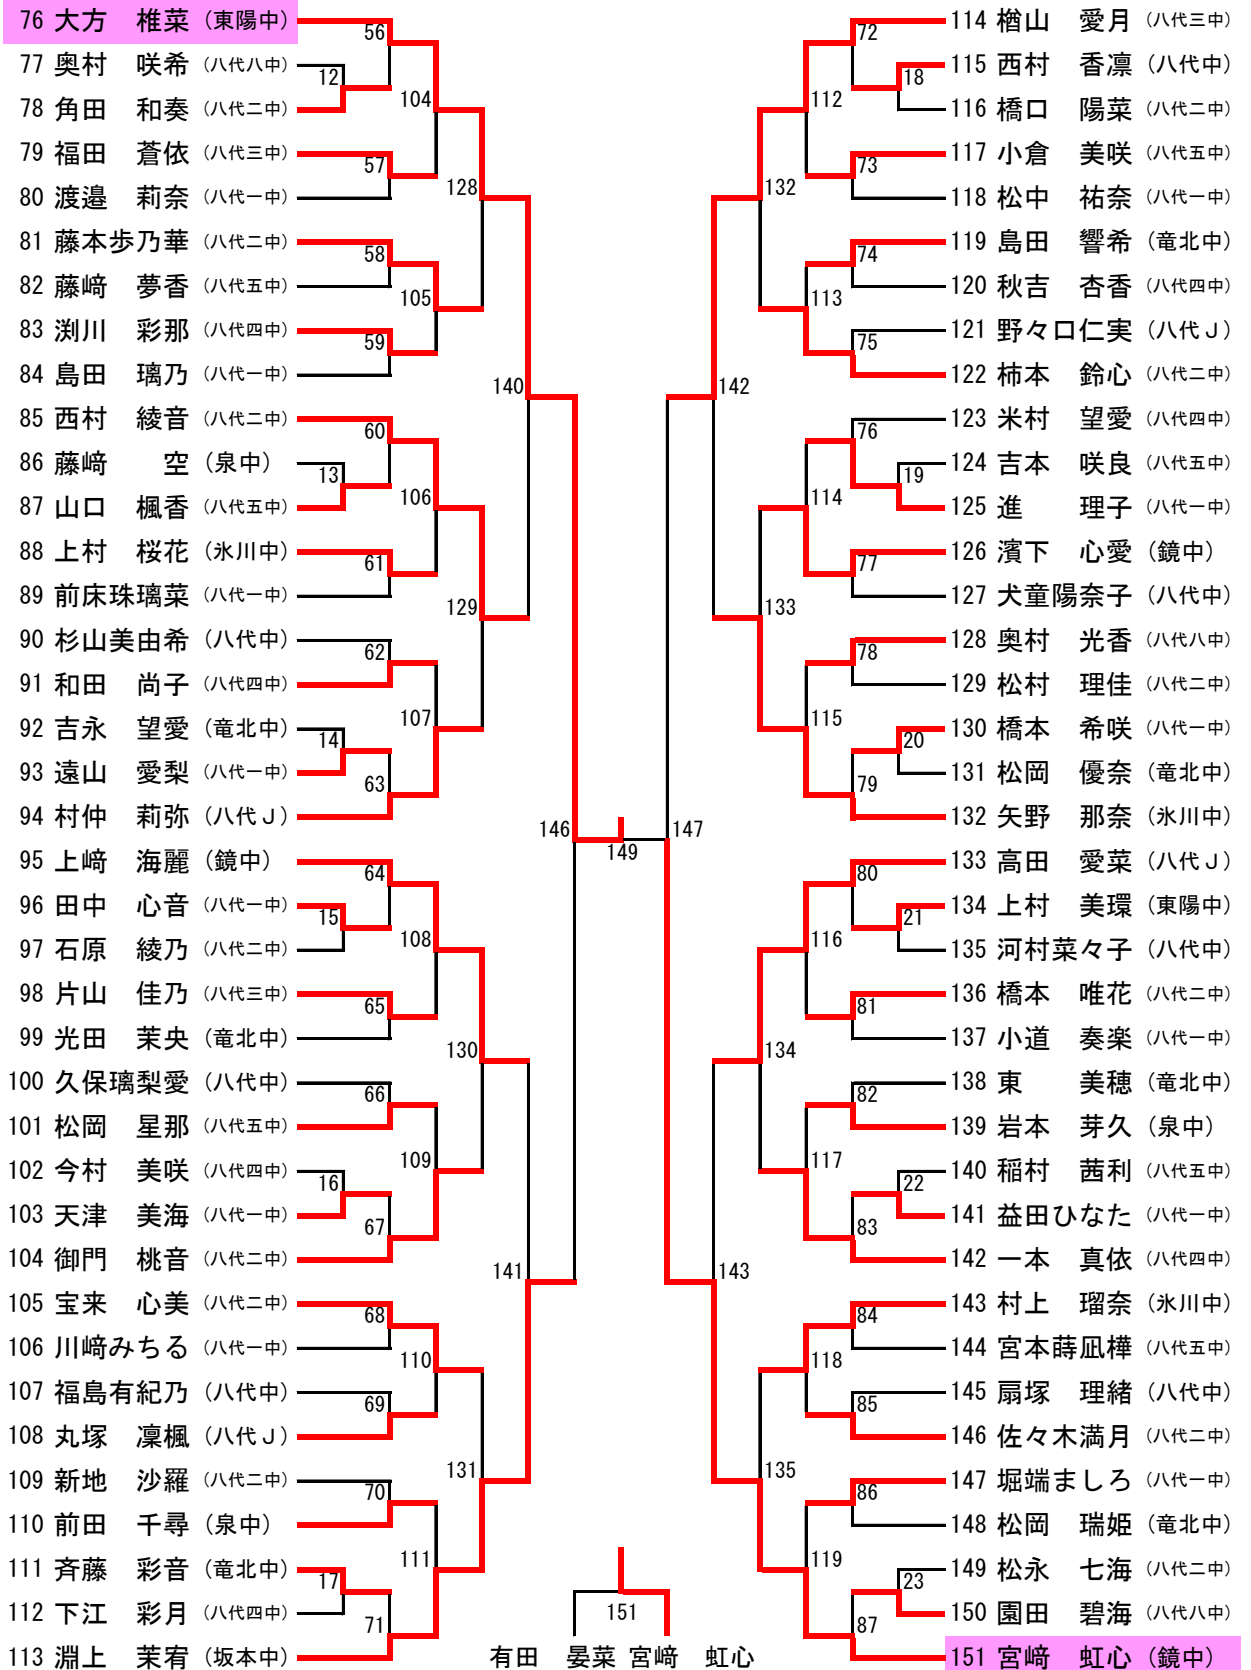 76 大方　椎菜 (東陽中)
77 奥村　咲希 (八代八中)
78 角田　和奏 (八代二中)
79 福田　蒼依 (八代三中)
80 渡邉　莉奈 (八代一中)
81 藤本歩乃華 (八代二中)
82 藤﨑　夢香 (八代五中)
83 渕川　彩那 (八代四中)
84 島田　璃乃 (八代一中)
85 西村　綾音 (八代二中)
86 藤﨑　　空 (泉中)
87 山口　楓香 (八代五中)
88 上村　桜花 (氷川中)
89 前床珠璃菜 (八代一中)
90 杉山美由希 (八代中)
91 和田　尚子 (八代四中)
92 吉永　望愛 (竜北中)
93 遠山　愛梨 (八代一中)
94 村仲　莉弥 (八代Ｊ)
95 上﨑　海麗 (鏡中)
96 田中　心音 (八代一中)
97 石原　綾乃 (八代二中)
98 片山　佳乃 (八代三中)
99 光田　茉央 (竜北中)
100 久保璃梨愛 (八代中)
101 松岡　星那 (八代五中)
102 今村　美咲 (八代四中)
103 天津　美海 (八代一中)
104 御門　桃音 (八代二中)
105 宝来　心美 (八代二中)
106 川﨑みちる (八代一中)
107 福島有紀乃 (八代中)
108 丸塚　凜楓 (八代Ｊ)
109 新地　沙羅 (八代二中)
110 前田　千尋 (泉中)
111 斉藤　彩音 (竜北中)
112 下江　彩月 (八代四中)
113 淵上　茉宥 (坂本中)
12
13
14
15
16
17
56
57
58
59
60
61
62
63
64
65
66
67
68
69
70
71
104
105
106
107
108
109
110
111
128
129
130
131
140
141
146
149
147
142
143
132
133
134
135
112
113
114
115
116
117
118
119
72
73
74
75
76
77
78
79
80
81
82
83
84
85
86
87
18
19
20
21
22
23
114 楢山　愛月 (八代三中)
115 西村　香凛 (八代中)
116 橋口　陽菜 (八代二中)
117 小倉　美咲 (八代五中)
118 松中　祐奈 (八代一中)
119 島田　響希 (竜北中)
120 秋吉　杏香 (八代四中)
121 野々口仁実 (八代Ｊ)
122 柿本　鈴心 (八代二中)
123 米村　望愛 (八代四中)
124 吉本　咲良 (八代五中)
125 進　　理子 (八代一中)
126 濱下　心愛 (鏡中)
127 犬童陽奈子 (八代中)
128 奥村　光香 (八代八中)
129 松村　理佳 (八代二中)
130 橋本　希咲 (八代一中)
131 松岡　優奈 (竜北中)
132 矢野　那奈 (氷川中)
133 高田　愛菜 (八代Ｊ)
134 上村　美環 (東陽中)
135 河村菜々子 (八代中)
136 橋本　唯花 (八代二中)
137 小道　奏楽 (八代一中)
138 東　　美穂 (竜北中)
139 岩本　芽久 (泉中)
140 稲村　茜利 (八代五中)
141 益田ひなた (八代一中)
142 一本　真依 (八代四中)
143 村上　瑠奈 (氷川中)
144 宮本蒔凪樺 (八代五中)
145 扇塚　理緒 (八代中)
146 佐々木満月 (八代二中)
147 堀端ましろ (八代一中)
148 松岡　瑞姫 (竜北中)
149 松永　七海 (八代二中)
150 園田　碧海 (八代八中)
151 宮﨑　虹心 (鏡中)
151
有田　晏菜 宮﨑　虹心